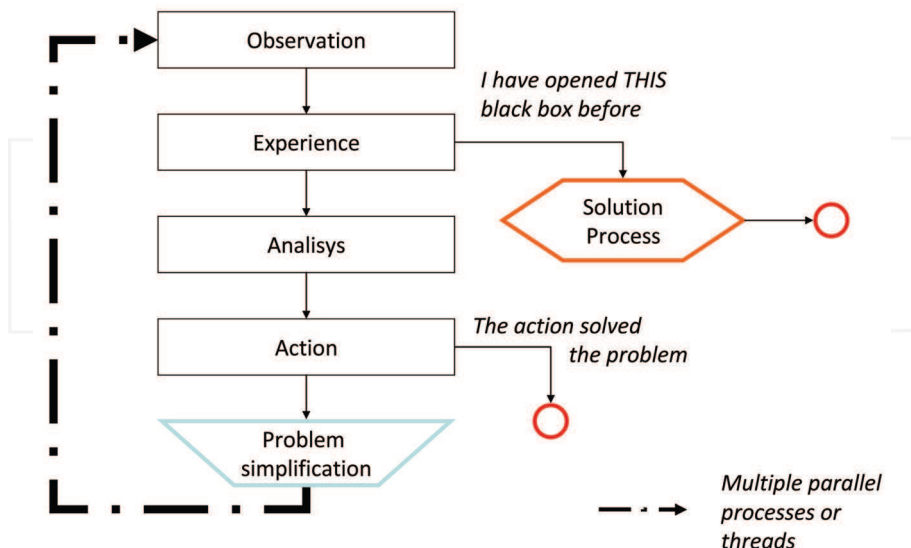 Observation
I have opened THIS
black box before
Experience
Solution
Process
Analisys
The action solved
the problem
Action
Problem
simplification
Multiple parallel
processes or
threads